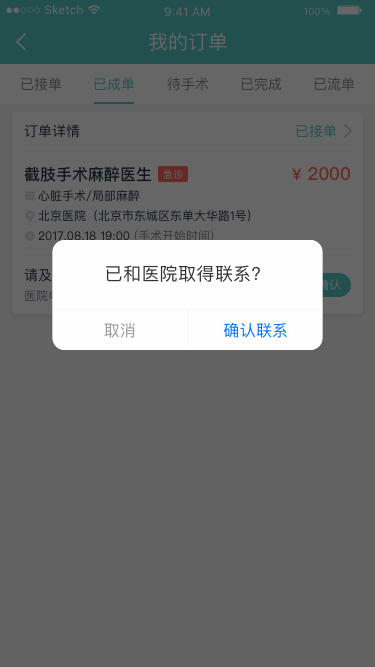 Sketch 9:41 AM 100%
我的订单
已接单 已成单 待手术 已完成 已流单
订单详情 已接单
截肢手术麻醉医生 急诊 ¥ 2000
心脏手术/局部麻醉
北京医院（北京市东城区东单大华路1号）
2017.08.18 19:00 (手术开始时间)
请及
医院
确认
已和医院取得联系?
取消 确认联系